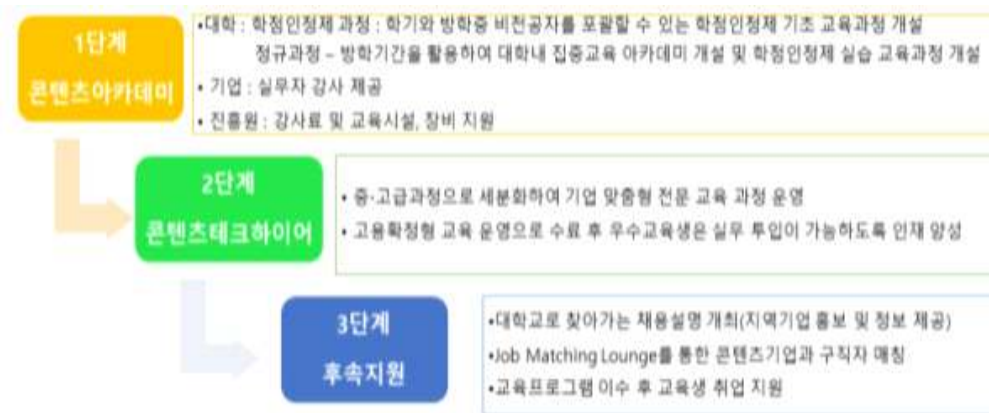 1단계
콘텐츠아카데미
•대학 : 학점인정제 과정 : 학기와 방학중 비전공자를 포괄할 수 있는 학점인정제 기초 교육과정 개설
정규과정 – 방학기간을 활용하여 대학내 집중교육 아카데미 개설 및 학점인정제 실습 교육과정 개설
• 기업 : 실무자 강사 제공
• 진흥원 : 강사료 및 교육시설, 장비 지원
2단계
콘텐츠테크하이어
• 중·고급과정으로 세분화하여 기업 맞춤형 전문 교육 과정 운영
• 고용확정형 교육 운영으로 수료 후 우수교육생은 실무 투입이 가능하도록 인재 양성
3단계
후속지원
•대학교로 찾아가는 채용설명 개최(지역기업 홍보 및 정보 제공)
•Job Matching Lounge를 통한 콘텐츠기업과 구직자 매칭
•교육프로그램 이수 후 교육생 취업 지원